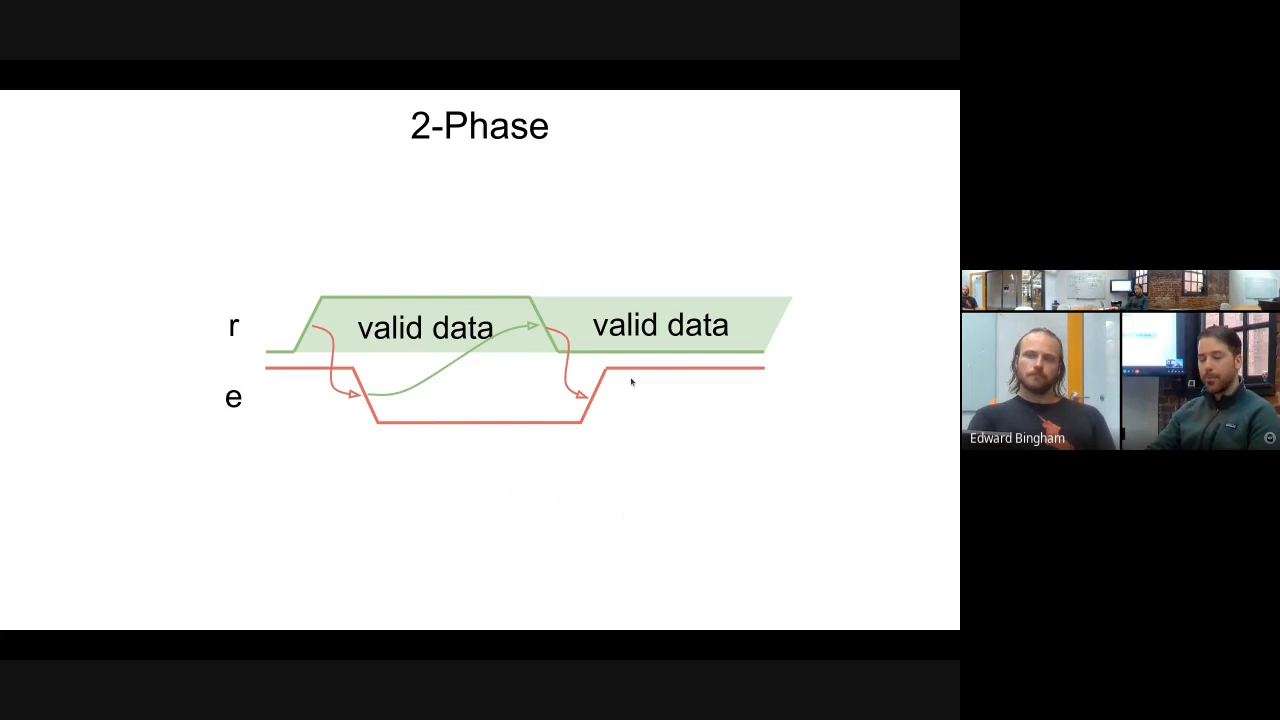 2-Phase
r
valid data
valid data
e
Edward Bingham